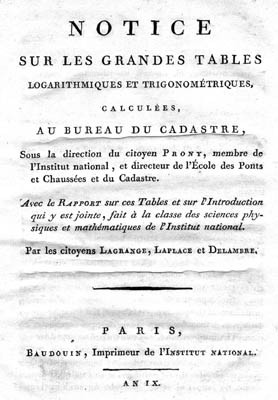 NOTICE
SUR LES GRANDES TABLES
LOGARITHMIQUES ET TRIGONOMÉTRIQUES,
CALCULÉES,
AU BUREAU DU CADASTRE,
Sous la direction du citoyen PRONY, membre de
l'Institut national, et directeur de l'École des Ponts
et Chaussées et du Cadastre.
Avec le RAPPORT sur ces Tables et sur l'Introduction
qui y est jointe, fait à la classe des sciences phy-
siques et mathématiques de l'Institut national.
Par les citoyens LAGRANGE, LAPLACE et DELAMBRE.
PARIS,
BAUDOUIN, Imprimeur de l'INSTITUT NATIONAL.
AN IX.